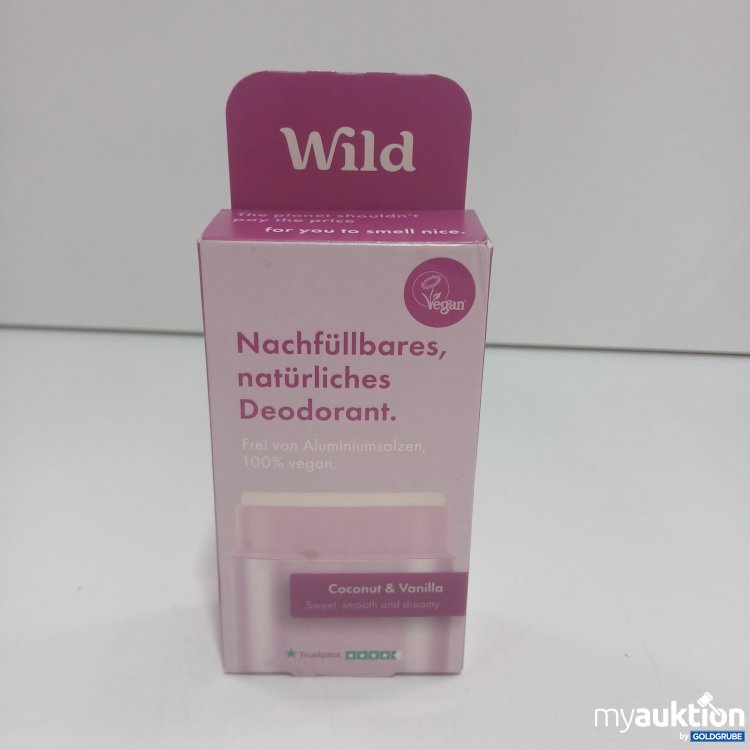 Wild
The planet shouldn't
pay the price
for you to smell nice.
Vegan
Nachfüllbares,
natürliches
Deodorant.
Frei von Aluminiumsalzen,
100% vegan.
Coconut & Vanilla
Sweet, smooth and dreamy.
Trustpilot
myauktion
by GOLDGRUBE